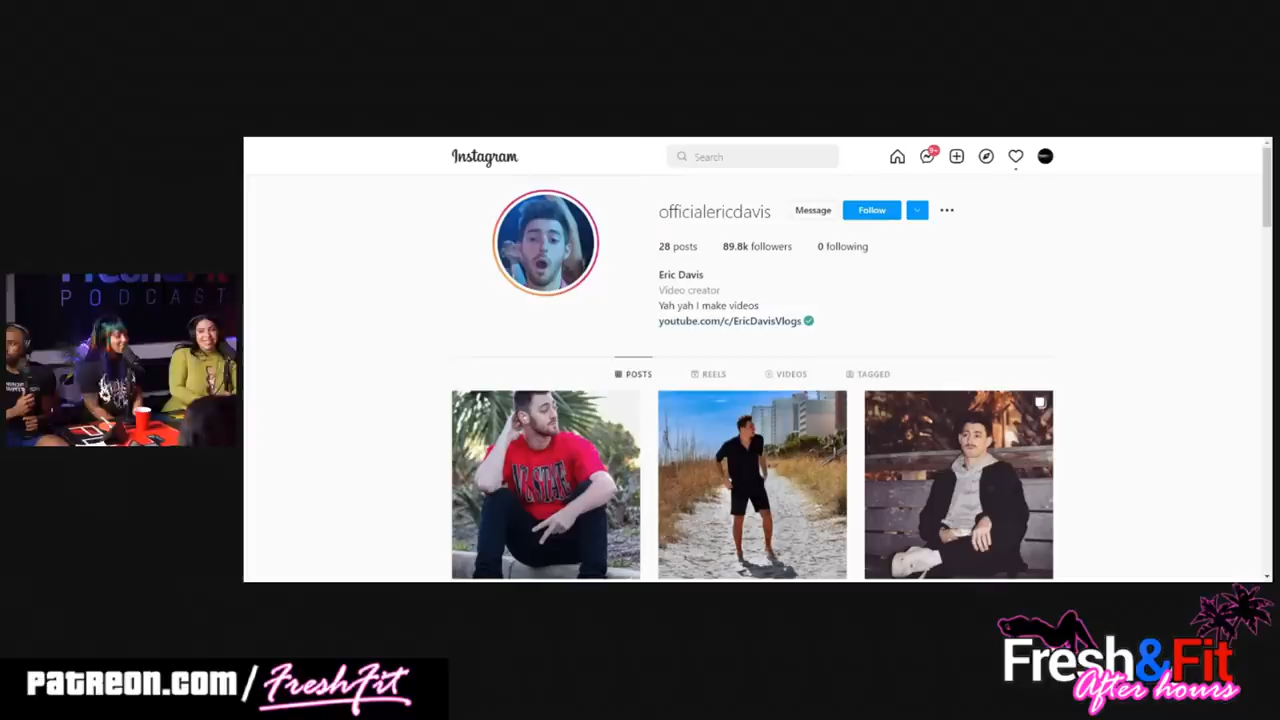 Instagram
Search
9+
officialericdavis
Message
Follow
28 posts
89.8k followers
0 following
Eric Davis
Video creator
Yah yah I make videos
youtube.com/c/EricDavisVlogs
POSTS
REELS
VIDEOS
TAGGED
PODCAST
patreon.com/FreshFit
Fresh&Fit
After hours